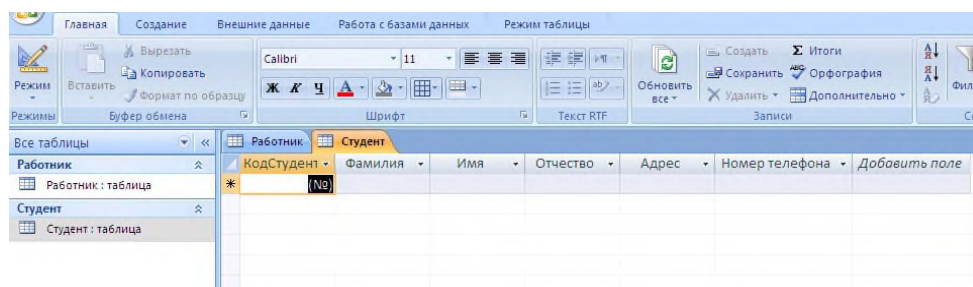 Главная Создание Внешние данные Работа с базами данных Режим таблицы
Вырезать Calibri 11 Создать Σ Итоги
Копировать Сохранить Орфография
Режим Вставить Формат по образцу Ж К Ч А Обновить все Удалить Дополнительно
Режимы Буфер обмена Шрифт Текст RTF Записи
Все таблицы Работник Студент
Работник КодСтудент Фамилия Имя Отчество Адрес Номер телефона Добавить поле
Работник : таблица * (№)
Студент
Студент : таблица